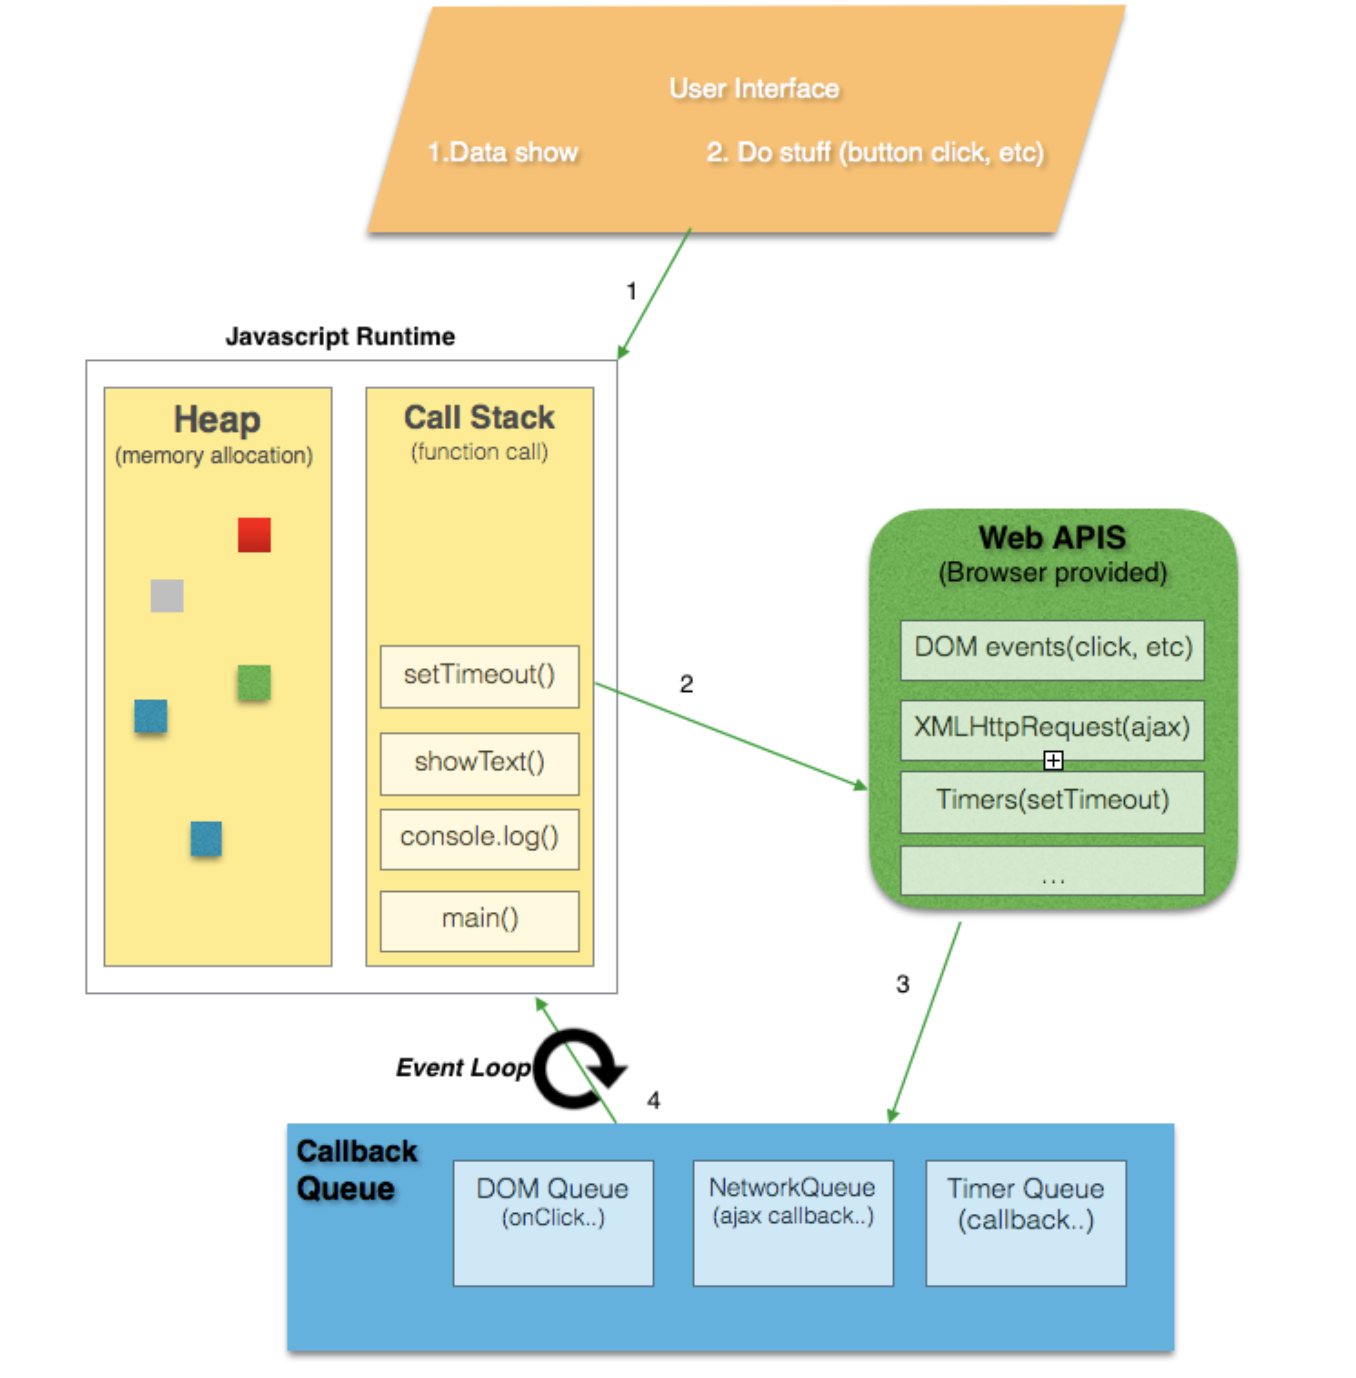 User Interface
1.Data show
2. Do stuff (button click, etc)
1
Javascript Runtime
Heap
(memory allocation)
Call Stack
(function call)
setTimeout()
showText()
console.log()
main()
2
Web APIS
(Browser provided)
DOM events(click, etc)
XMLHttpRequest(ajax)
Timers(setTimeout)
...
3
Event Loop
4
Callback
Queue
DOM Queue
(onClick..)
NetworkQueue
(ajax callback..)
Timer Queue
(callback..)